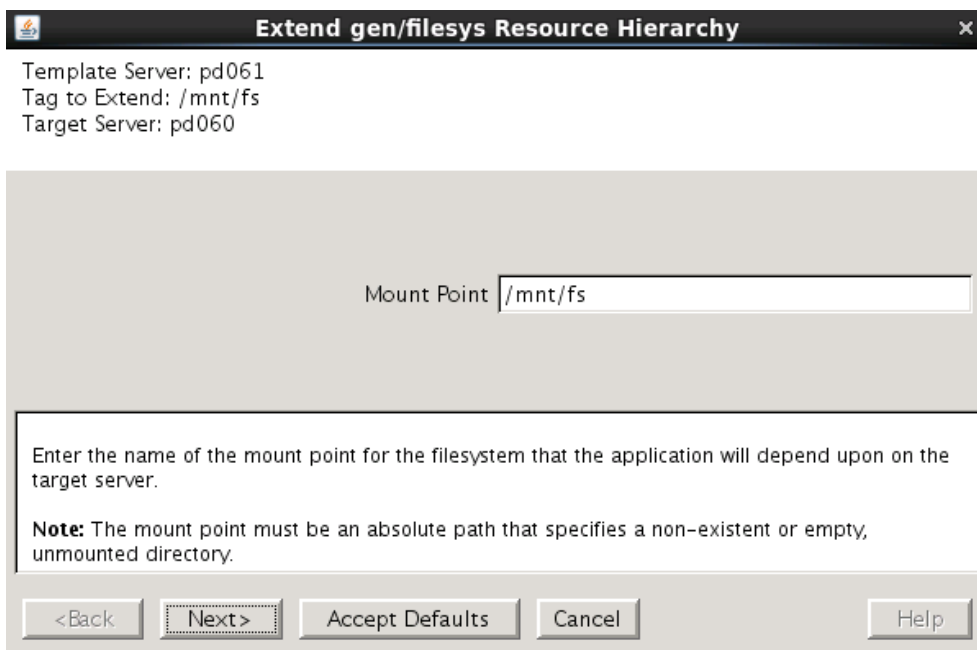 Extend gen/filesys Resource Hierarchy
Template Server: pd061
Tag to Extend: /mnt/fs
Target Server: pd060
Mount Point /mnt/fs
Enter the name of the mount point for the filesystem that the application will depend upon on the
target server.
Note: The mount point must be an absolute path that specifies a non-existent or empty,
unmounted directory.
<Back Next> Accept Defaults Cancel Help